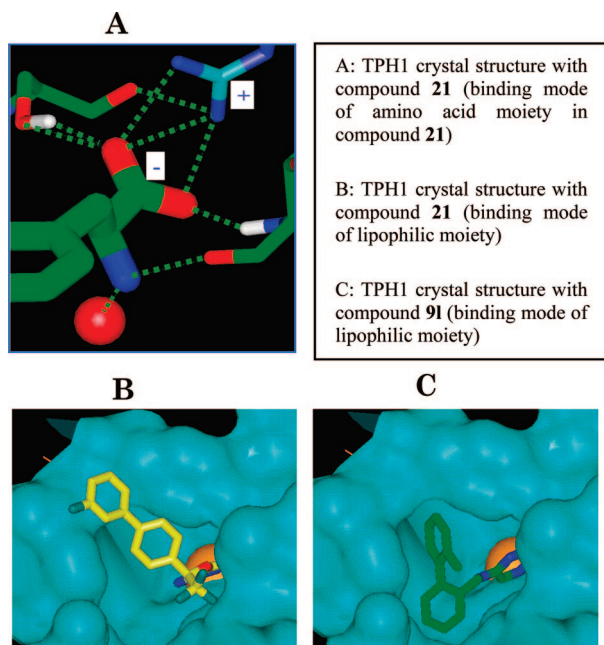 A
+
-
A: TPH1 crystal structure with
compound 21 (binding mode
of amino acid moiety in
compound 21)
B: TPH1 crystal structure with
compound 21 (binding mode
of lipophilic moiety)
C: TPH1 crystal structure with
compound 9l (binding mode of
lipophilic moiety)
B
C